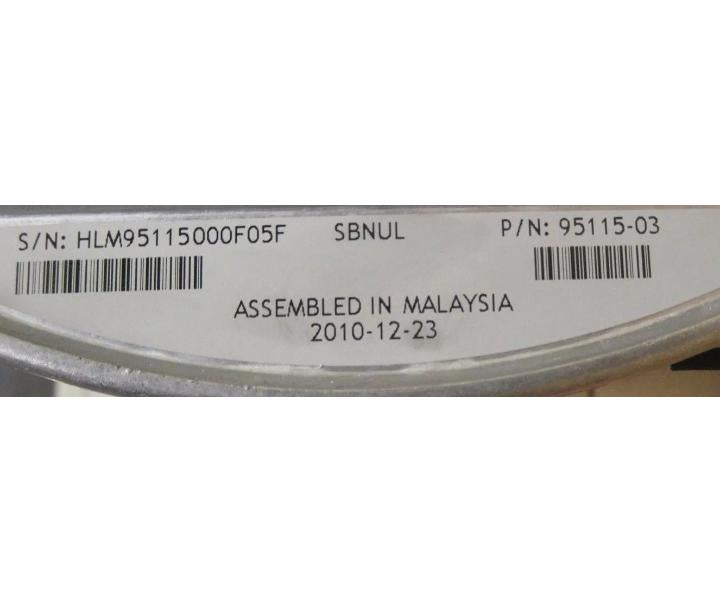 S/N: HLM95115000F05F SBNUL P/N: 95115-03
ASSEMBLED IN MALAYSIA
2010-12-23